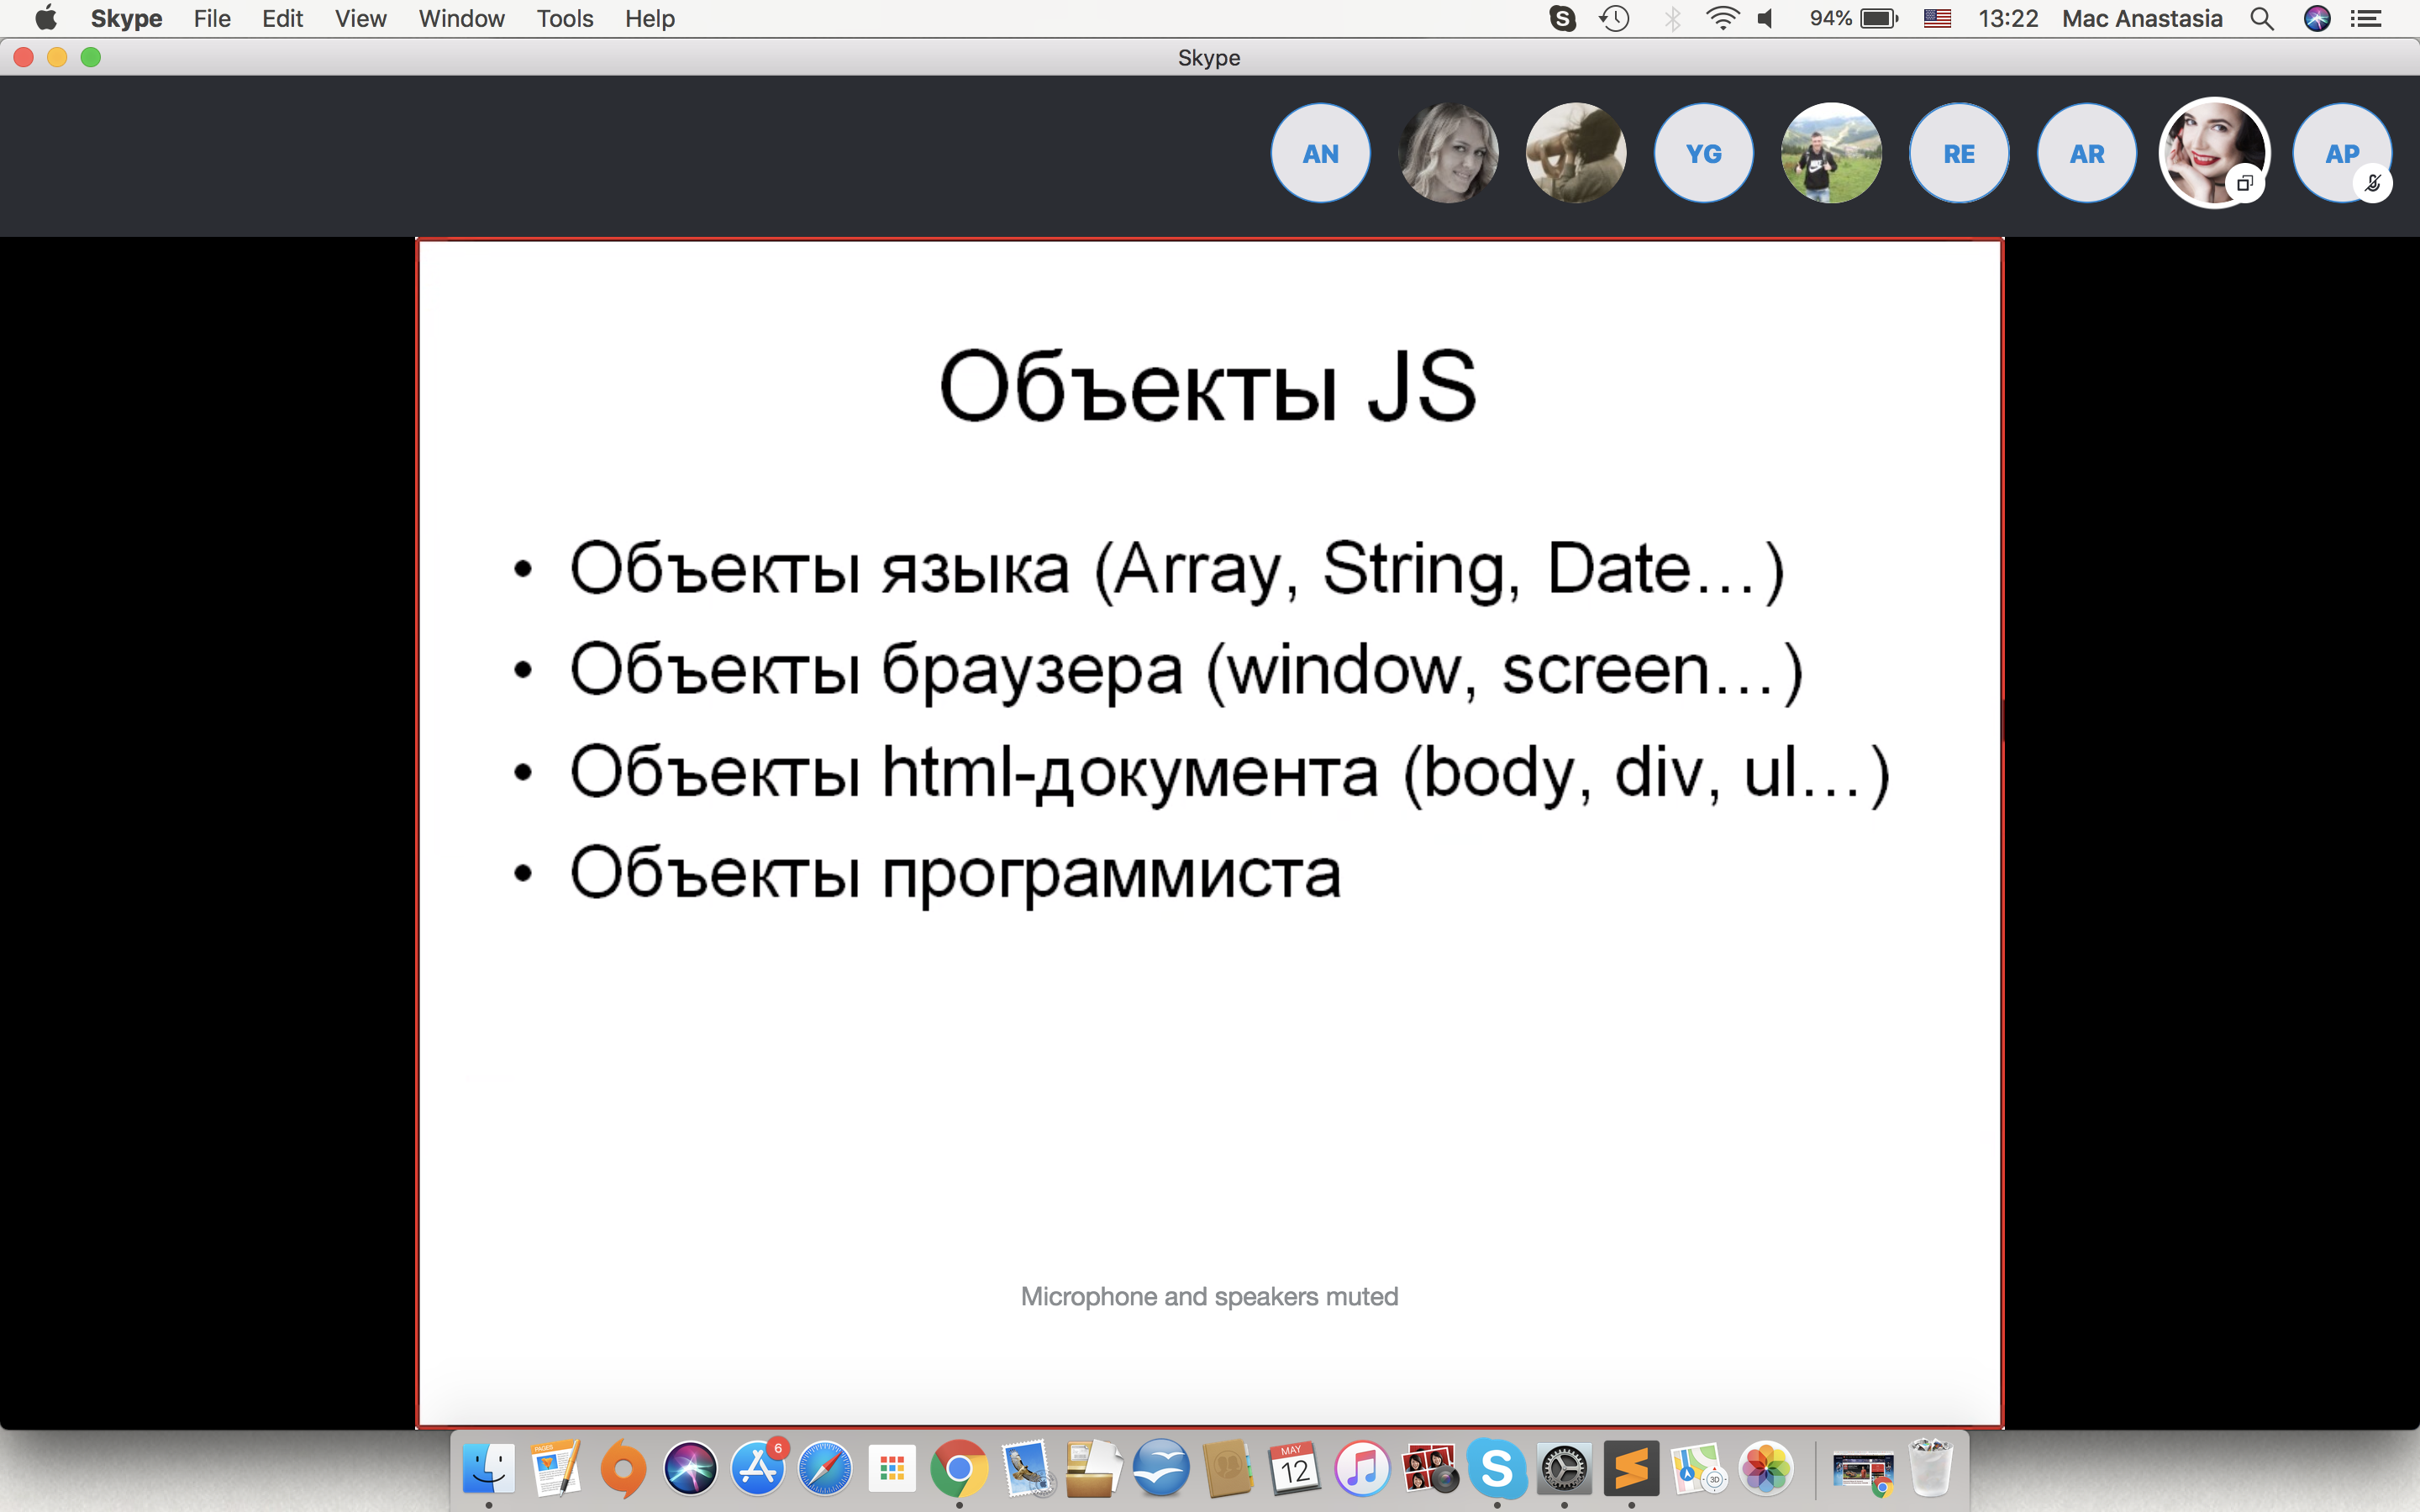 Skype File Edit View Window Tools Help 94% 13:22 Mac Anastasia
Skype
AN YG RE AR AP
Объекты JS
• Объекты языка (Array, String, Date...)
• Объекты браузера (window, screen...)
• Объекты html-документа (body, div, ul...)
• Объекты программиста
Microphone and speakers muted
PAGES 6 MAY 12 3D